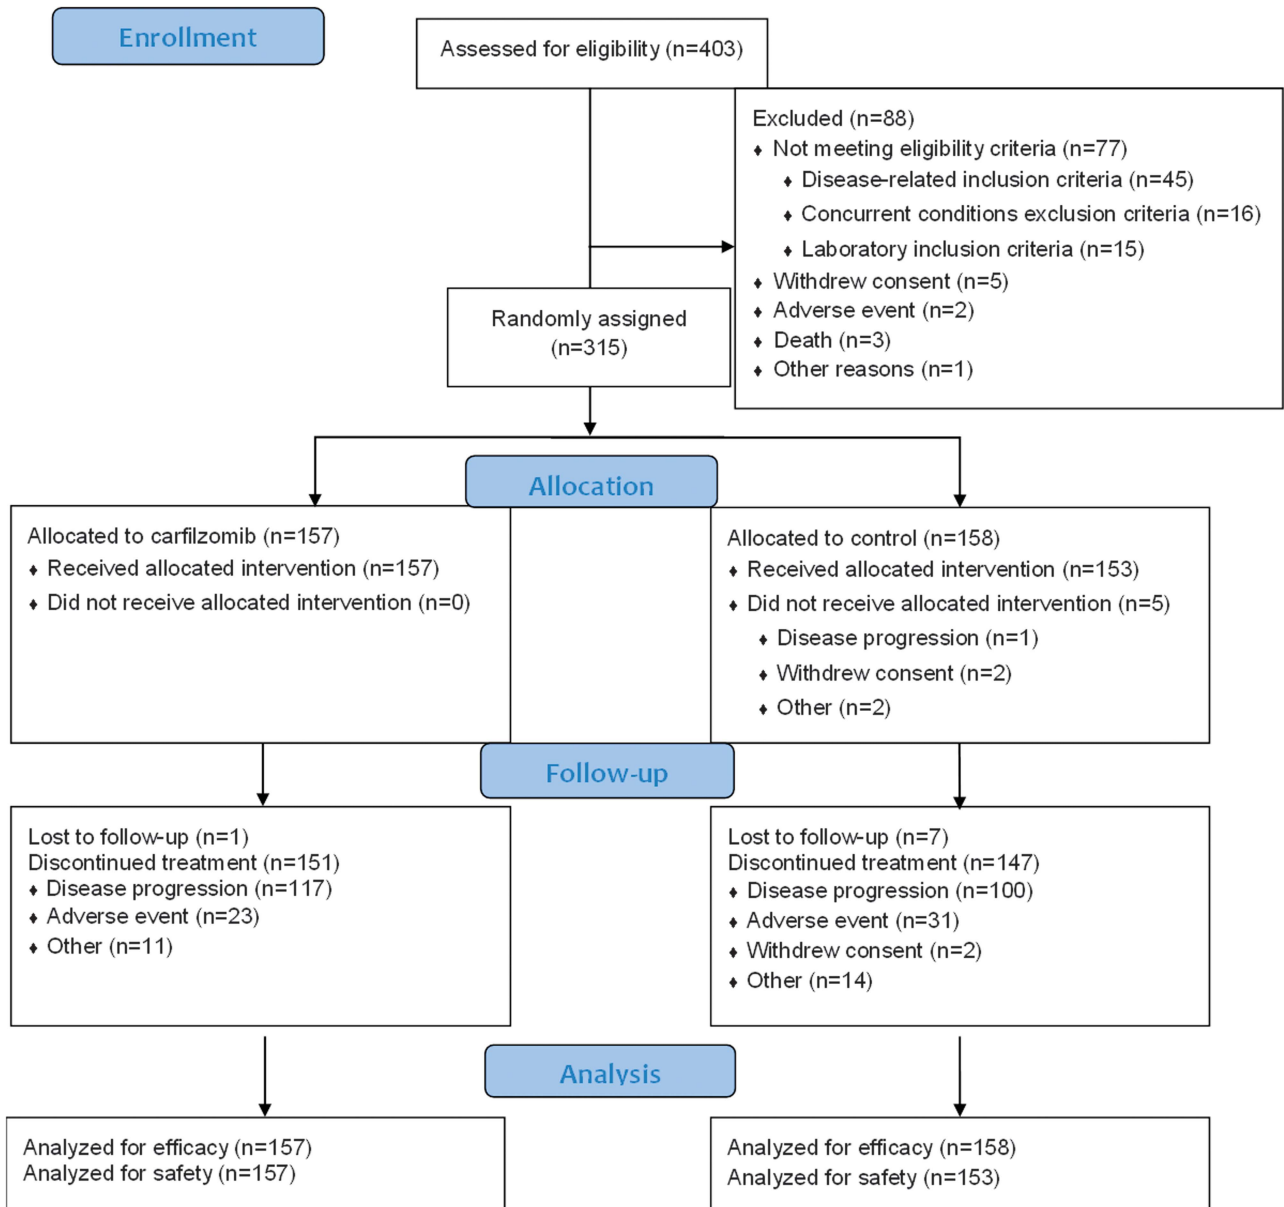 Enrollment
Assessed for eligibility (n=403)
Excluded (n=88)
♦ Not meeting eligibility criteria (n=77)
♦ Disease-related inclusion criteria (n=45)
♦ Concurrent conditions exclusion criteria (n=16)
♦ Laboratory inclusion criteria (n=15)
♦ Withdrew consent (n=5)
♦ Adverse event (n=2)
♦ Death (n=3)
♦ Other reasons (n=1)
Randomly assigned
(n=315)
Allocation
Allocated to carfilzomib (n=157)
♦ Received allocated intervention (n=157)
♦ Did not receive allocated intervention (n=0)
Allocated to control (n=158)
♦ Received allocated intervention (n=153)
♦ Did not receive allocated intervention (n=5)
♦ Disease progression (n=1)
♦ Withdrew consent (n=2)
♦ Other (n=2)
Follow-up
Lost to follow-up (n=1)
Discontinued treatment (n=151)
♦ Disease progression (n=117)
♦ Adverse event (n=23)
♦ Other (n=11)
Lost to follow-up (n=7)
Discontinued treatment (n=147)
♦ Disease progression (n=100)
♦ Adverse event (n=31)
♦ Withdrew consent (n=2)
♦ Other (n=14)
Analysis
Analyzed for efficacy (n=157)
Analyzed for safety (n=157)
Analyzed for efficacy (n=158)
Analyzed for safety (n=153)